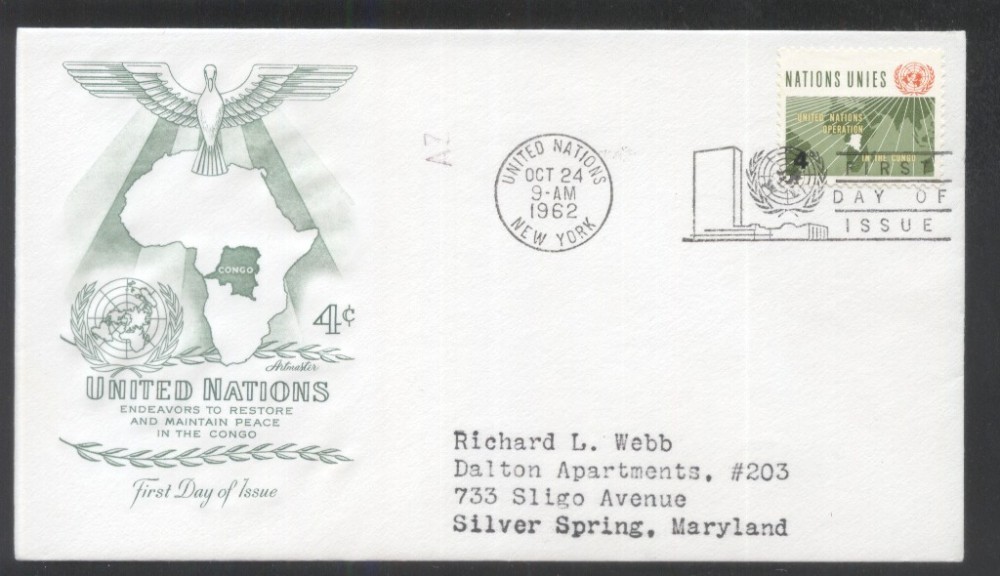 NATIONS UNIES
UNITED NATIONS
OPERATION
IN THE CONGO
4
AZ
UNITED NATIONS
OCT 24
9-AM
1962
NEW YORK
FIRST
DAY OF
ISSUE
CONGO
4¢
Artmaster
UNITED NATIONS
ENDEAVORS TO RESTORE
AND MAINTAIN PEACE
IN THE CONGO
First Day of Issue
Richard L. Webb
Dalton Apartments, #203
733 Sligo Avenue
Silver Spring, Maryland